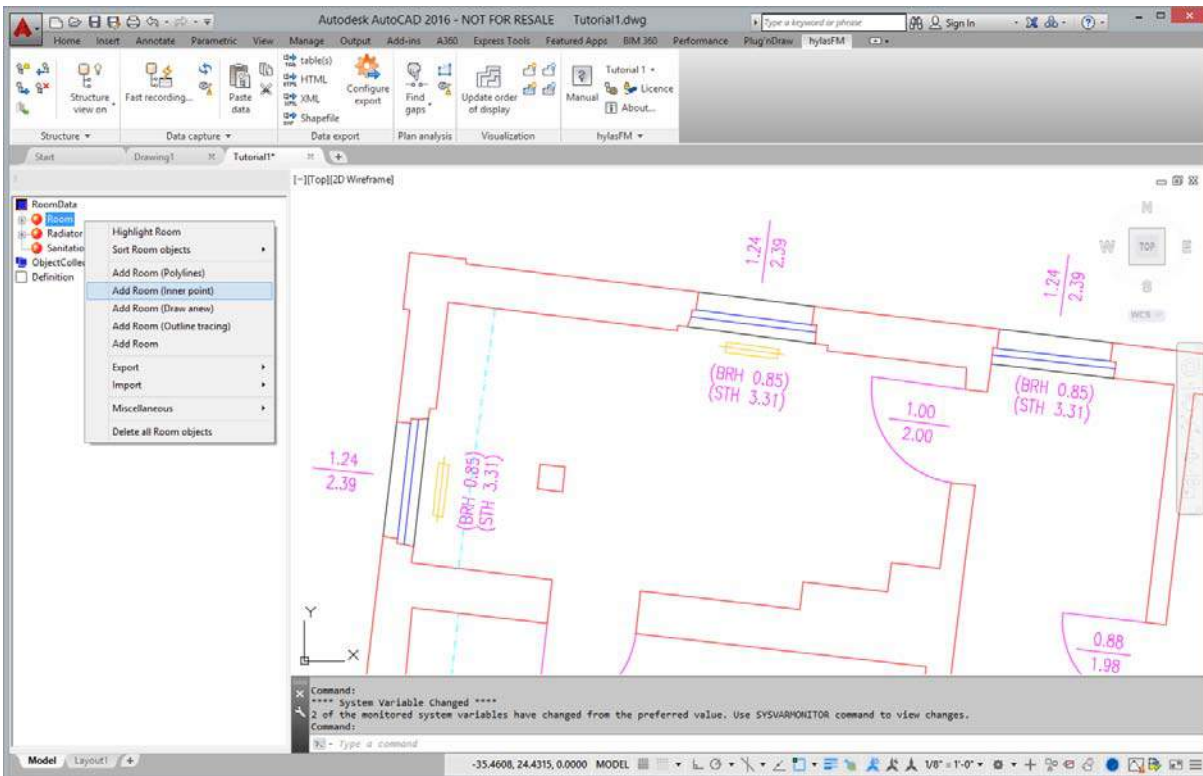 Autodesk AutoCAD 2016 - NOT FOR RESALE Tutorial1.dwg
Type a keyword or phrase
Sign In
Home Insert Annotate Parametric View Manage Output Add-ins A360 Express Tools Featured Apps BIM 360 Performance Plug'nDraw hylasFM
Structure view on
Fast recording...
Paste data
table(s)
HTML
XML
Shapefile
Configure export
Find gaps
Update order of display
Manual
Tutorial 1
Licence
About...
Structure
Data capture
Data export
Plan analysis
Visualization
hylasFM
Start
Drawing1
Tutorial1*
[-][Top][2D Wireframe]
RoomData
Room
Radiator
Sanitatio
ObjectCollec
Definition
Highlight Room
Sort Room objects
Add Room (Polylines)
Add Room (Inner point)
Add Room (Draw anew)
Add Room (Outline tracing)
Add Room
Export
Import
Miscellaneous
Delete all Room objects
N
W
TOP
E
S
WCS
1.24
2.39
1.24
2.39
(BRH 0.85)
(STH 3.31)
(BRH 0.85)
(STH 3.31)
1.00
2.00
1.24
2.39
(BRH 0.85)
(STH 3.31)
0.88
1.98
Y
X
Command:
**** System Variable Changed ****
2 of the monitored system variables have changed from the preferred value. Use SYSVARMONITOR command to view changes.
Command:
Type a command
Model Layout1
-35.4608, 24.4315, 0.0000 MODEL
1/8" = 1'-0"